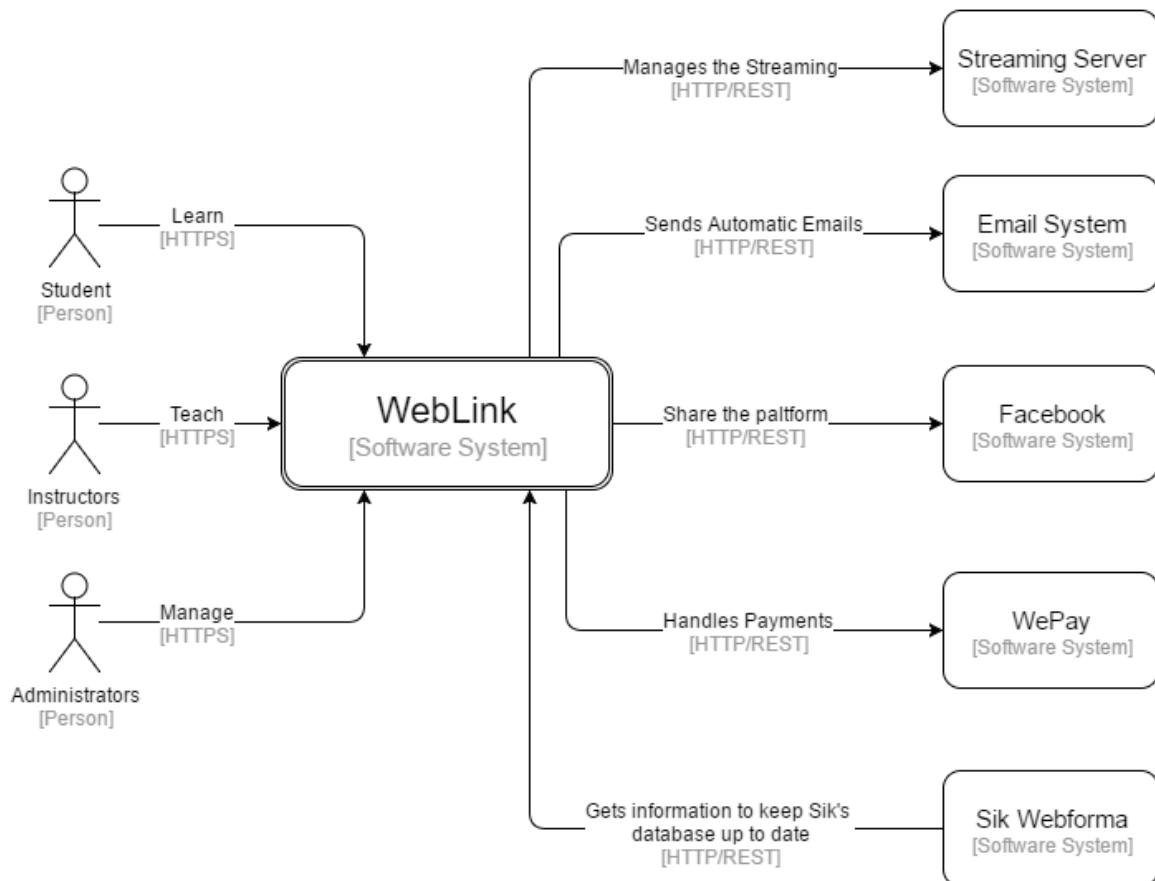 Manages the Streaming
[HTTP/REST]
Streaming Server
[Software System]
Learn
[HTTPS]
Student
[Person]
Sends Automatic Emails
[HTTP/REST]
Email System
[Software System]
WebLink
[Software System]
Teach
[HTTPS]
Instructors
[Person]
Share the paltform
[HTTP/REST]
Facebook
[Software System]
Manage
[HTTPS]
Administrators
[Person]
Handles Payments
[HTTP/REST]
WePay
[Software System]
Gets information to keep Sik's
database up to date
[HTTP/REST]
Sik Webforma
[Software System]